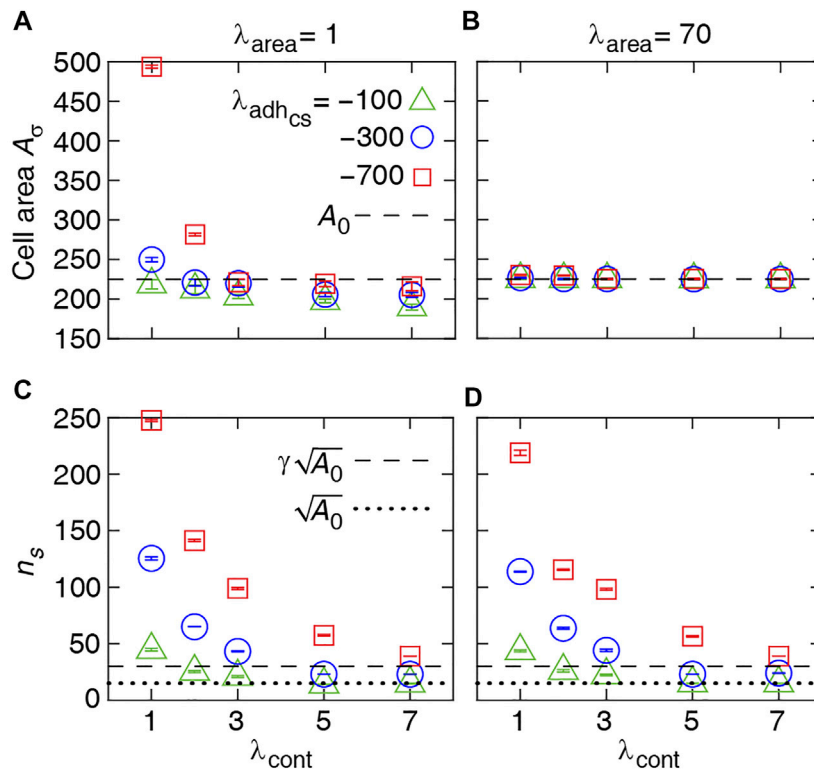 A
λarea= 1
B
λarea= 70
500
450
400
350
300
250
200
150
Cell area Aσ
λadhcs= −100
−300
−700
A0
C
D
250
200
150
100
50
0
ns
γ√A0
√A0
1 3 5 7
1 3 5 7
λcont
λcont